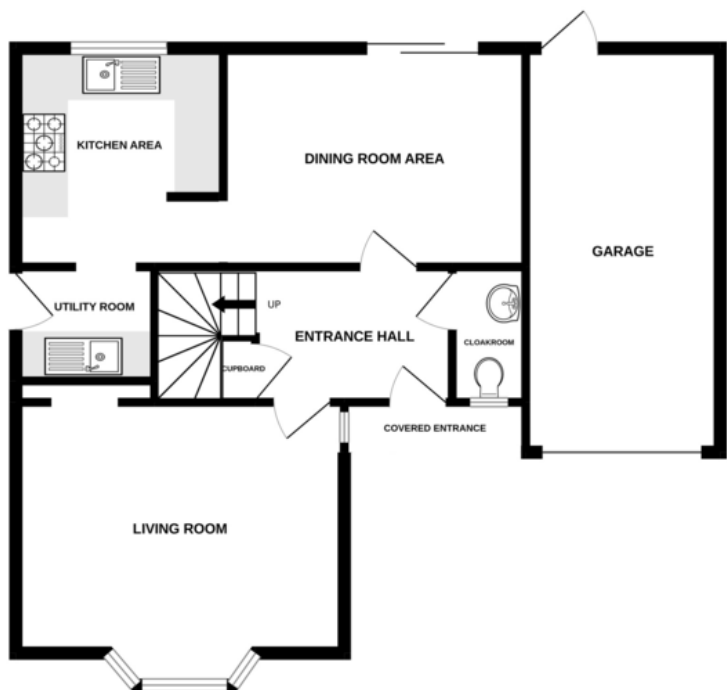 KITCHEN AREA
DINING ROOM AREA
GARAGE
UTILITY ROOM
UP
ENTRANCE HALL
CLOAKROOM
CUPBOARD
COVERED ENTRANCE
LIVING ROOM